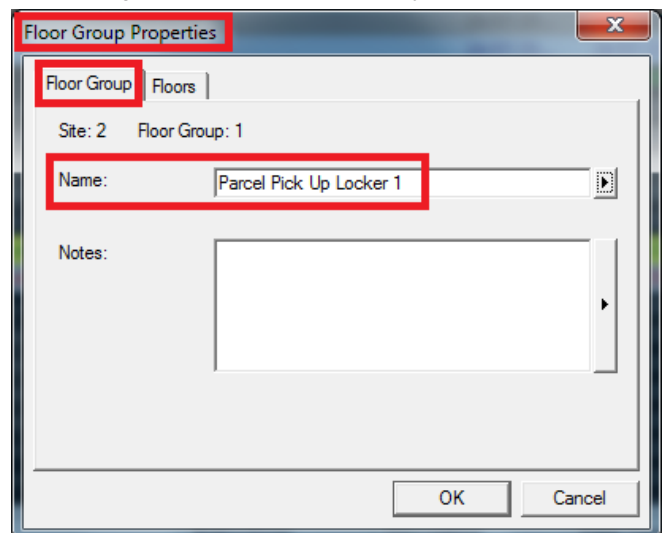 Floor Group Properties
Floor Group Floors
Site: 2 Floor Group: 1
Name: Parcel Pick Up Locker 1
Notes:
OK Cancel